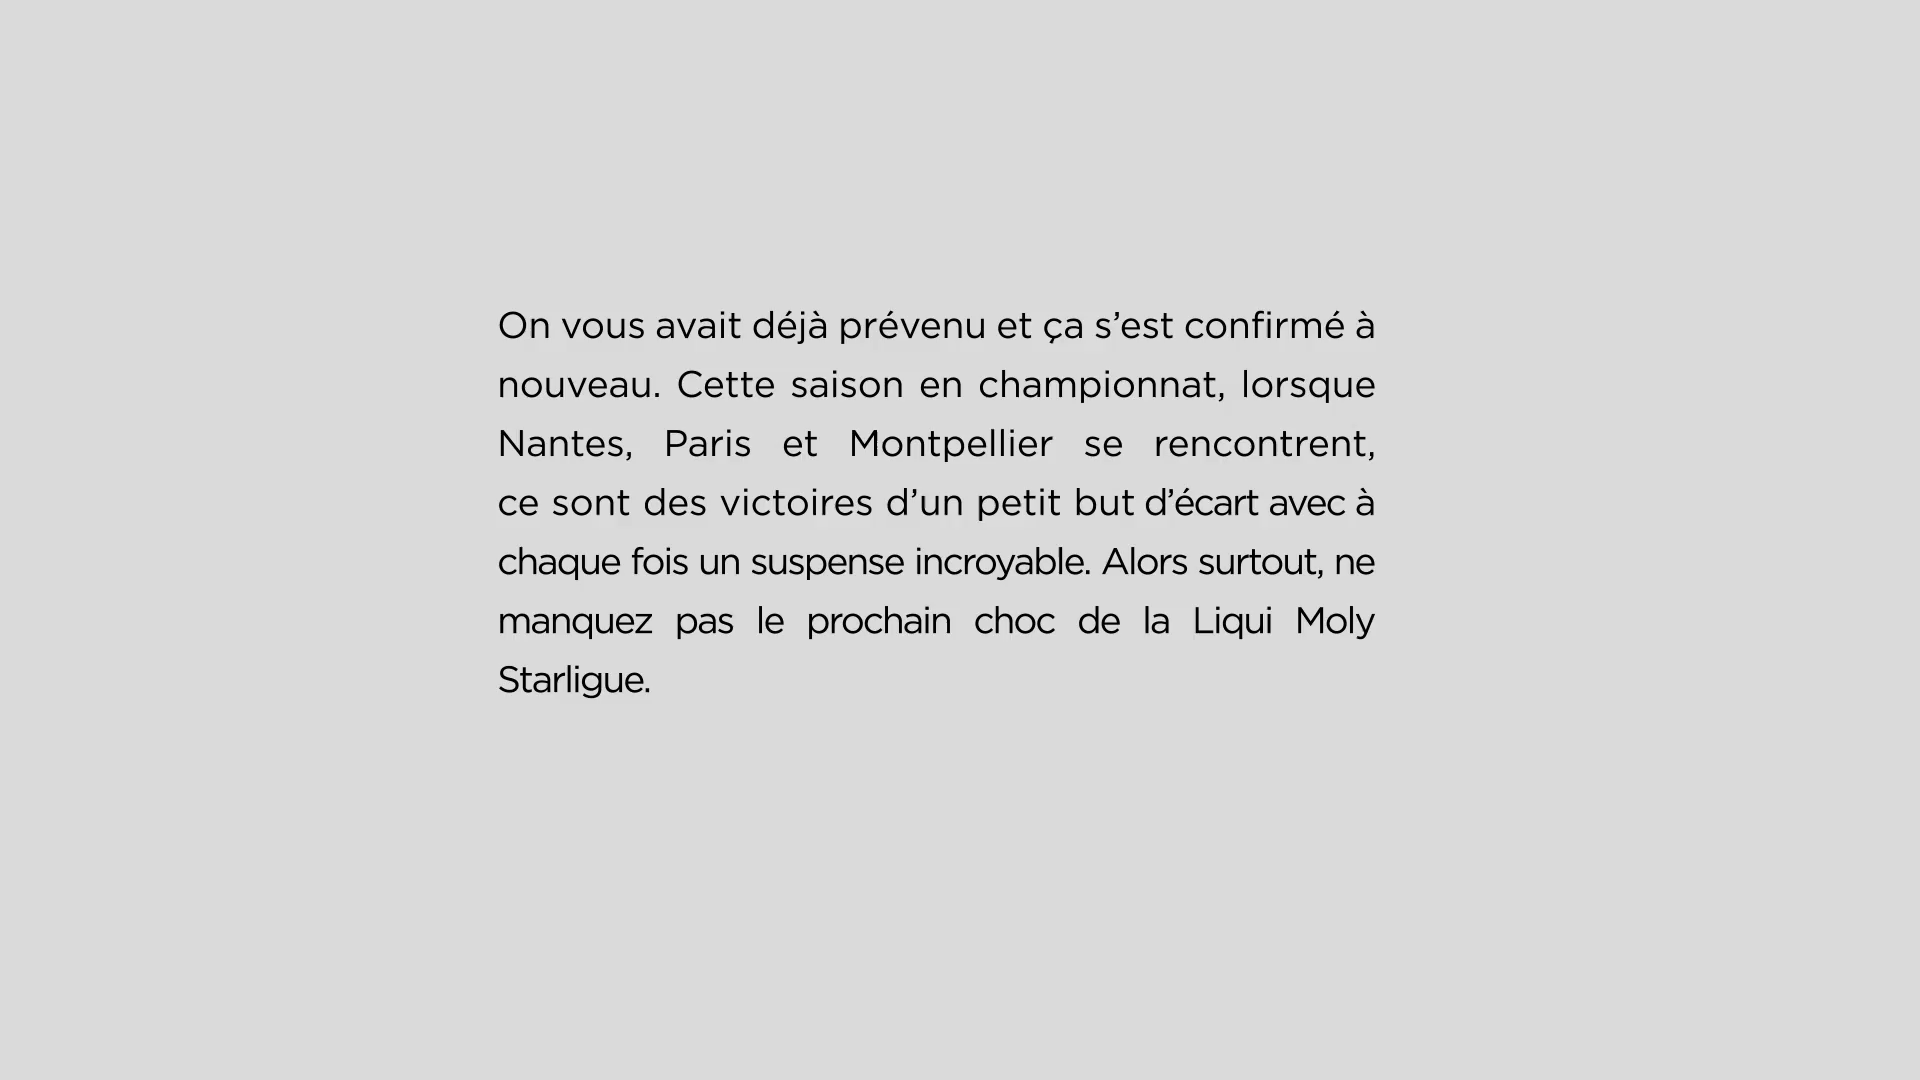 On vous avait déjà prévenu et ça s’est confirmé à
nouveau. Cette saison en championnat, lorsque
Nantes, Paris et Montpellier se rencontrent,
ce sont des victoires d’un petit but d’écart avec à
chaque fois un suspense incroyable. Alors surtout, ne
manquez pas le prochain choc de la Liqui Moly
Starligue.